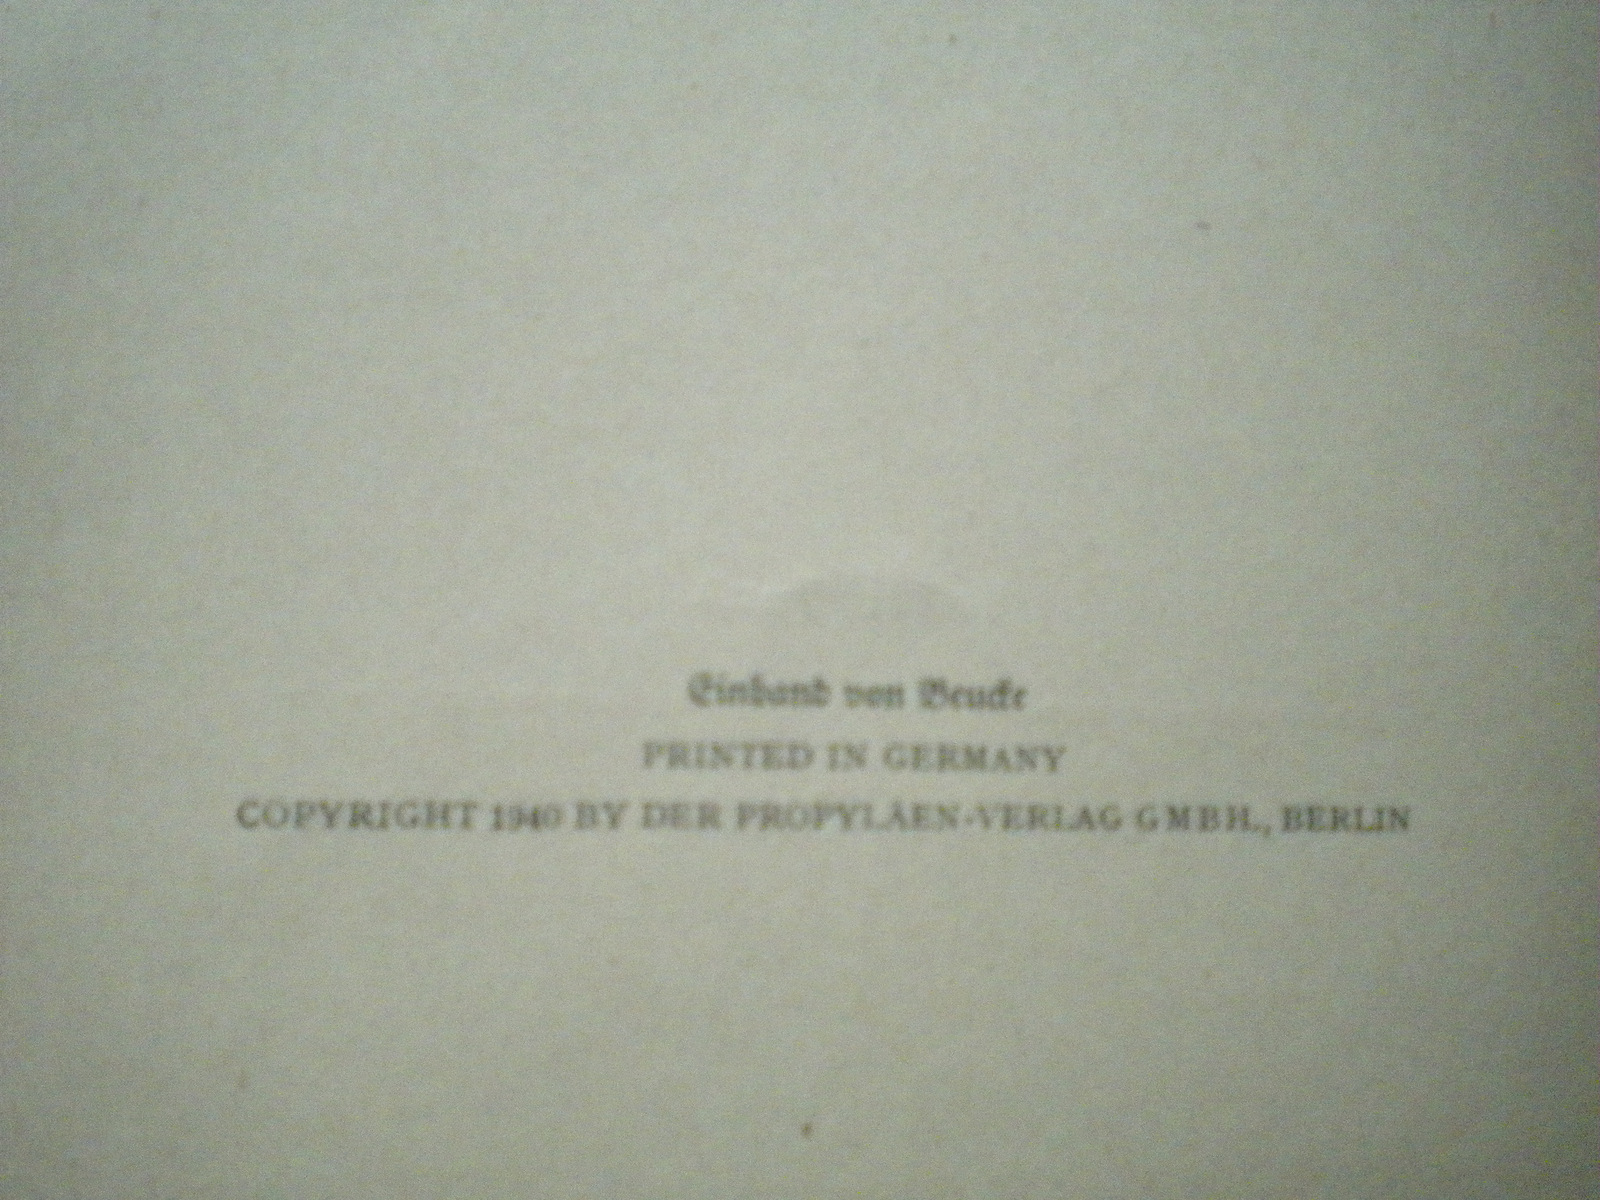 Einband von Beucke
PRINTED IN GERMANY
COPYRIGHT 1940 BY DER PROPYLÄEN-VERLAG GMBH., BERLIN